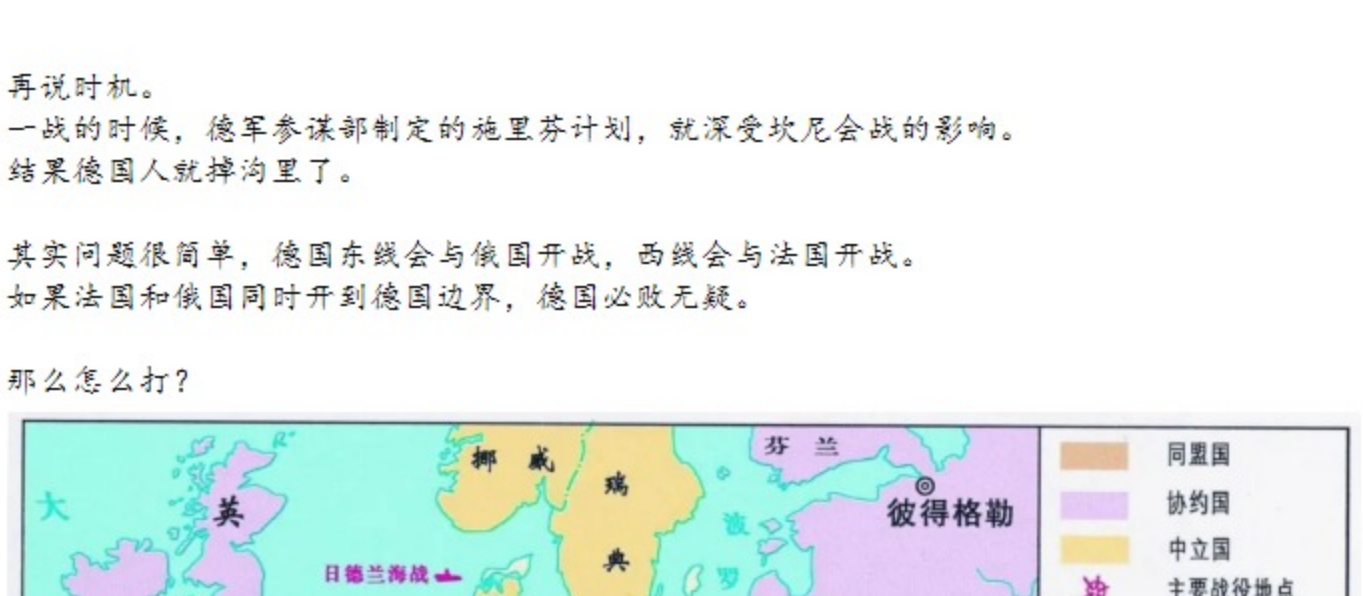 再说时机。
一战的时候，德军参谋部制定的施里芬计划，就深受坎尼会战的影响。
结果德国人就掉沟里了。
其实问题很简单，德国东线会与俄国开战，西线会与法国开战。
如果法国和俄国同时开到德国边界，德国必败无疑。
那么怎么打？
挪威
芬兰
同盟国
瑞典
彼得格勒
大
英
协约国
波罗
中立国
日德兰海战
主要战役地点